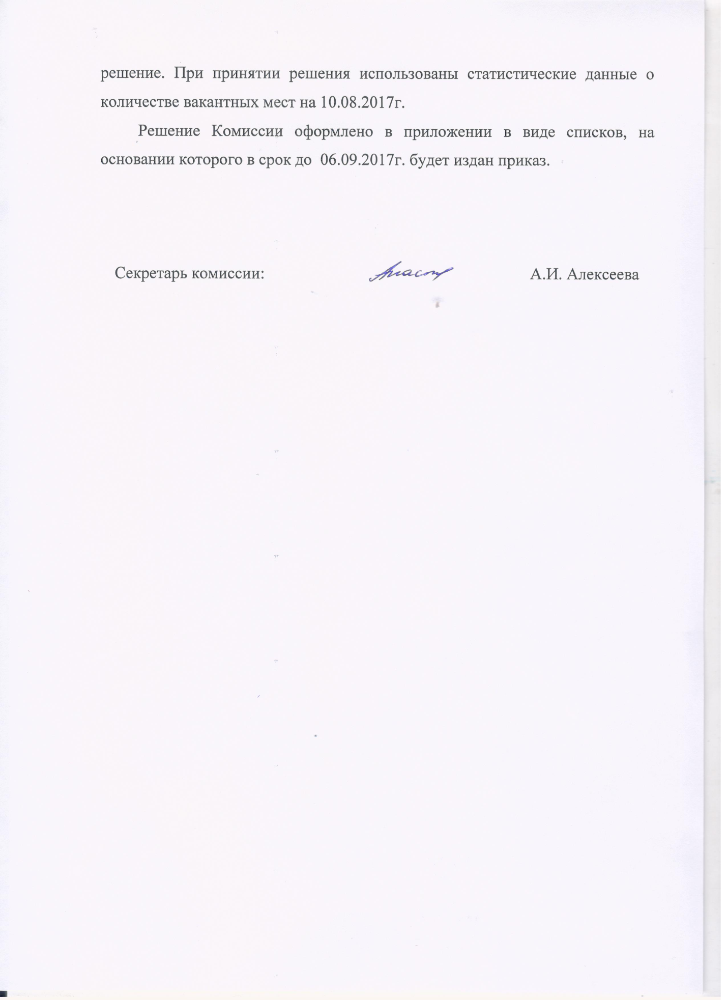 решение. При принятии решения использованы статистические данные о
количестве вакантных мест на 10.08.2017г.
Решение Комиссии оформлено в приложении в виде списков, на
основании которого в срок до 06.09.2017г. будет издан приказ.
Секретарь комиссии: А.И. Алексеева